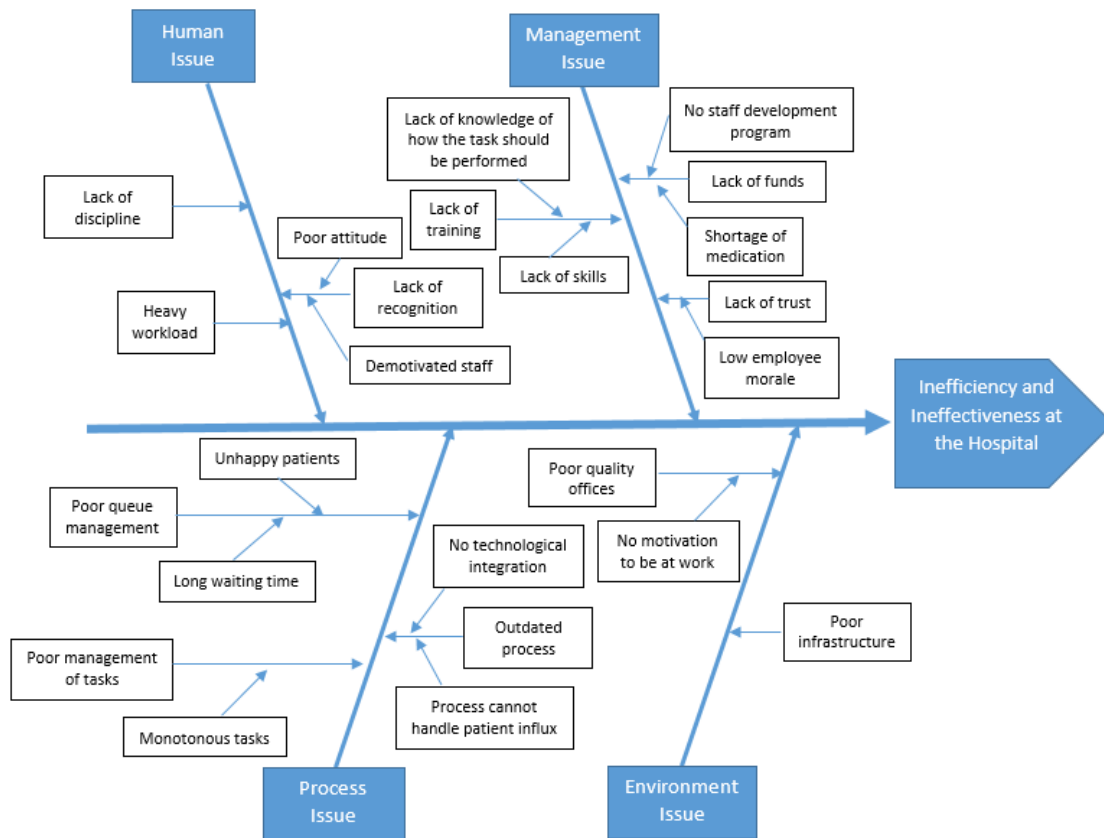 Human
Issue
Management
Issue
Lack of knowledge of
how the task should
be performed
No staff development
program
Lack of funds
Lack of
discipline
Lack of
training
Poor attitude
Shortage of
medication
Lack of skills
Lack of
recognition
Lack of trust
Heavy
workload
Demotivated staff
Low employee
morale
Inefficiency and
Ineffectiveness at
the Hospital
Unhappy patients
Poor quality
offices
Poor queue
management
No technological
integration
No motivation
to be at work
Long waiting time
Outdated
process
Poor
infrastructure
Poor management
of tasks
Process cannot
handle patient influx
Monotonous tasks
Process
Issue
Environment
Issue